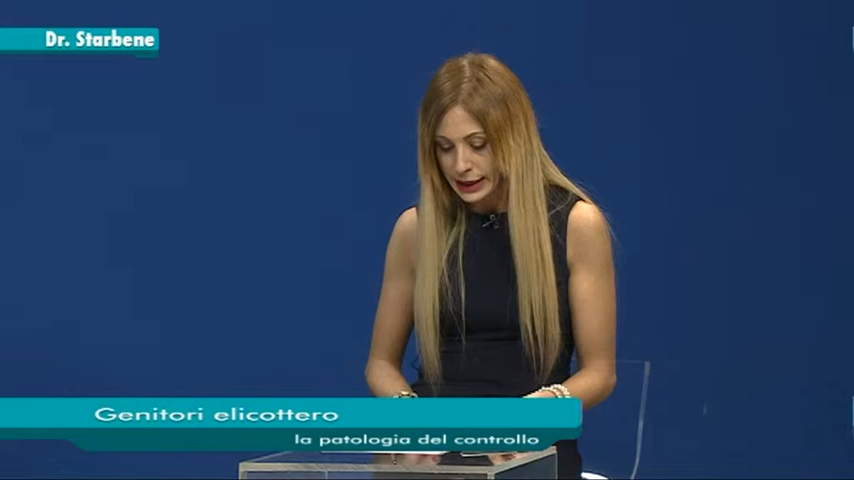 Dr. Starbene
Genitori elicottero
la patologia del controllo